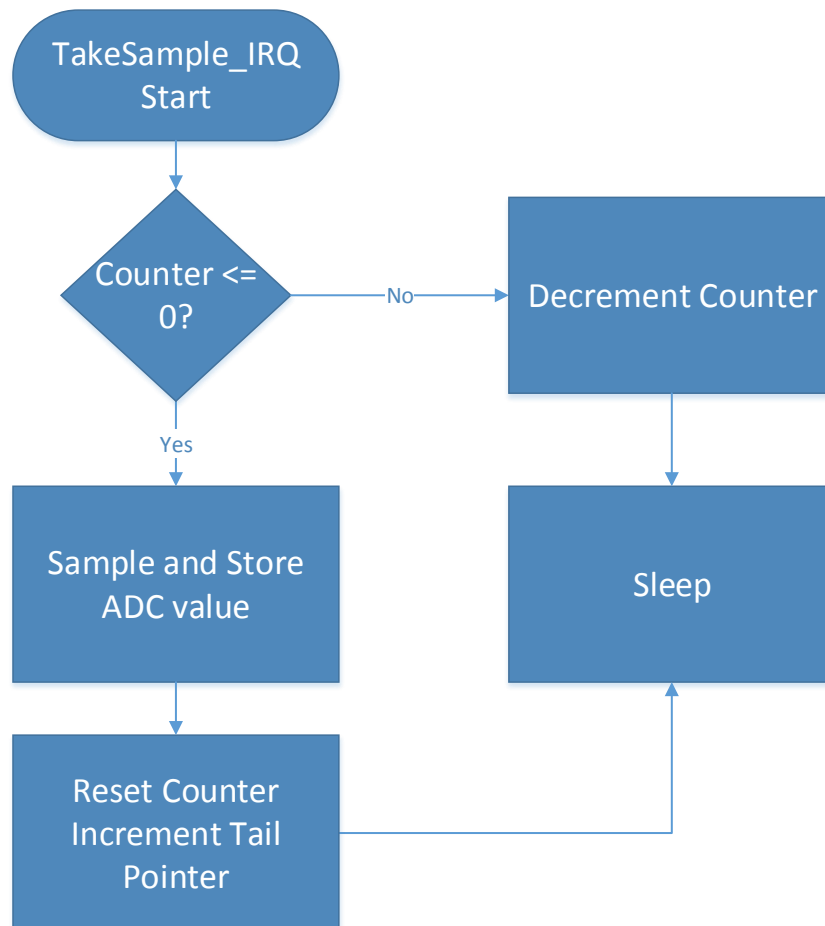 TakeSample_IRQ
Start
Counter <=
0?
No
Decrement Counter
Yes
Sample and Store
ADC value
Sleep
Reset Counter
Increment Tail
Pointer